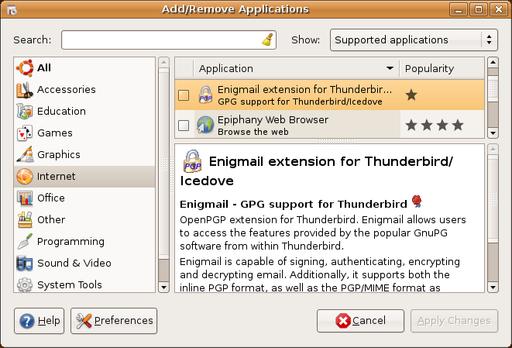 Add/Remove Applications
Search:
Show: Supported applications
All
Accessories
Education
Games
Graphics
Internet
Office
Other
Programming
Sound & Video
System Tools
Application Popularity
Enigmail extension for Thunderbir...
GPG support for Thunderbird/Icedove
Epiphany Web Browser
Browse the web
Enigmail extension for Thunderbird/
Icedove
Enigmail - GPG support for Thunderbird
OpenPGP extension for Thunderbird. Enigmail allows users
to access the features provided by the popular GnuPG
software from within Thunderbird.
Enigmail is capable of signing, authenticating, encrypting
and decrypting email. Additionally, it supports both the
inline PGP format, as well as the PGP/MIME format as
Help
Preferences
Cancel
Apply Changes